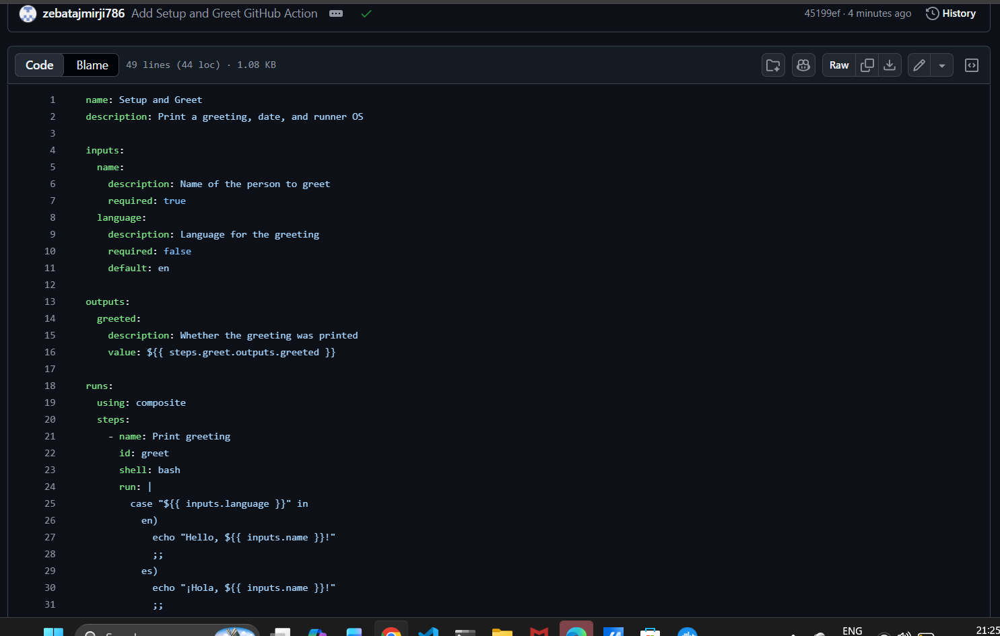 zebatajmirji786 Add Setup and Greet GitHub Action 45199ef · 4 minutes ago History
Code Blame 49 lines (44 loc) · 1.08 KB Raw
1 name: Setup and Greet
2 description: Print a greeting, date, and runner OS
3
4 inputs:
5 name:
6 description: Name of the person to greet
7 required: true
8 language:
9 description: Language for the greeting
10 required: false
11 default: en
12
13 outputs:
14 greeted:
15 description: Whether the greeting was printed
16 value: ${{ steps.greet.outputs.greeted }}
17
18 runs:
19 using: composite
20 steps:
21 - name: Print greeting
22 id: greet
23 shell: bash
24 run: |
25 case "${{ inputs.language }}" in
26 en)
27 echo "Hello, ${{ inputs.name }}!"
28 ;;
29 es)
30 echo "¡Hola, ${{ inputs.name }}!"
31 ;;
ENG 21:25